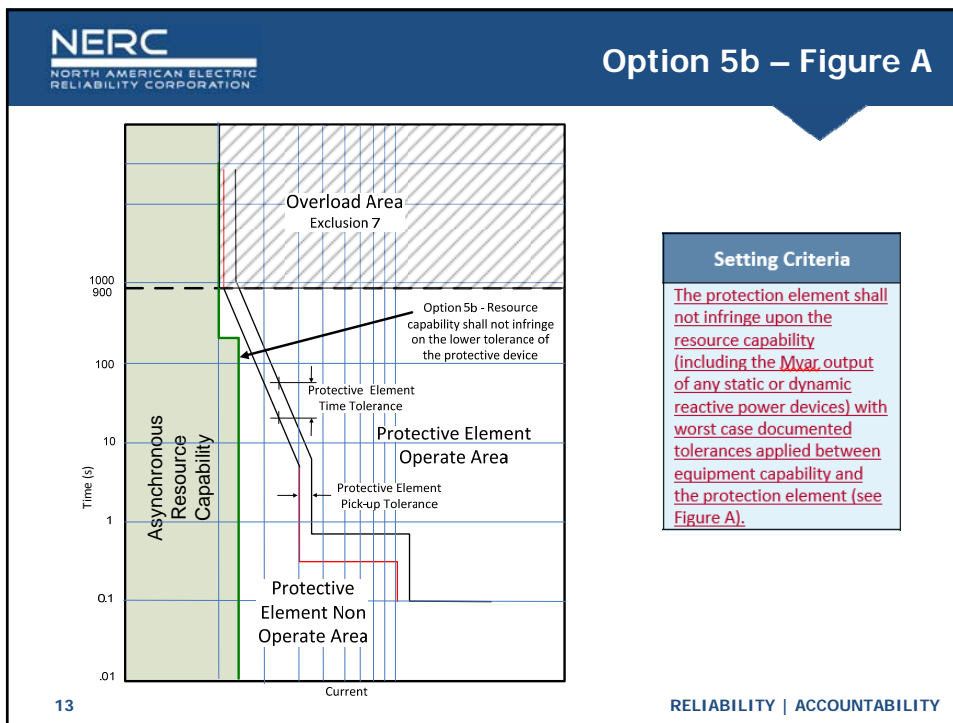 NERC
NORTH AMERICAN ELECTRIC
RELIABILITY CORPORATION
Option 5b – Figure A
Overload Area
Exclusion 7
1000
900
Option 5b - Resource
capability shall not infringe
on the lower tolerance of
the protective device
100
Protective Element
Time Tolerance
Protective Element
Operate Area
10
Asynchronous
Resource
Capability
Time (s)
Protective Element
Pick-up Tolerance
1
Protective
Element Non
Operate Area
0.1
.01
Current
Setting Criteria
The protection element shall
not infringe upon the
resource capability
(including the Mvar output
of any static or dynamic
reactive power devices) with
worst case documented
tolerances applied between
equipment capability and
the protection element (see
Figure A).
13
RELIABILITY | ACCOUNTABILITY